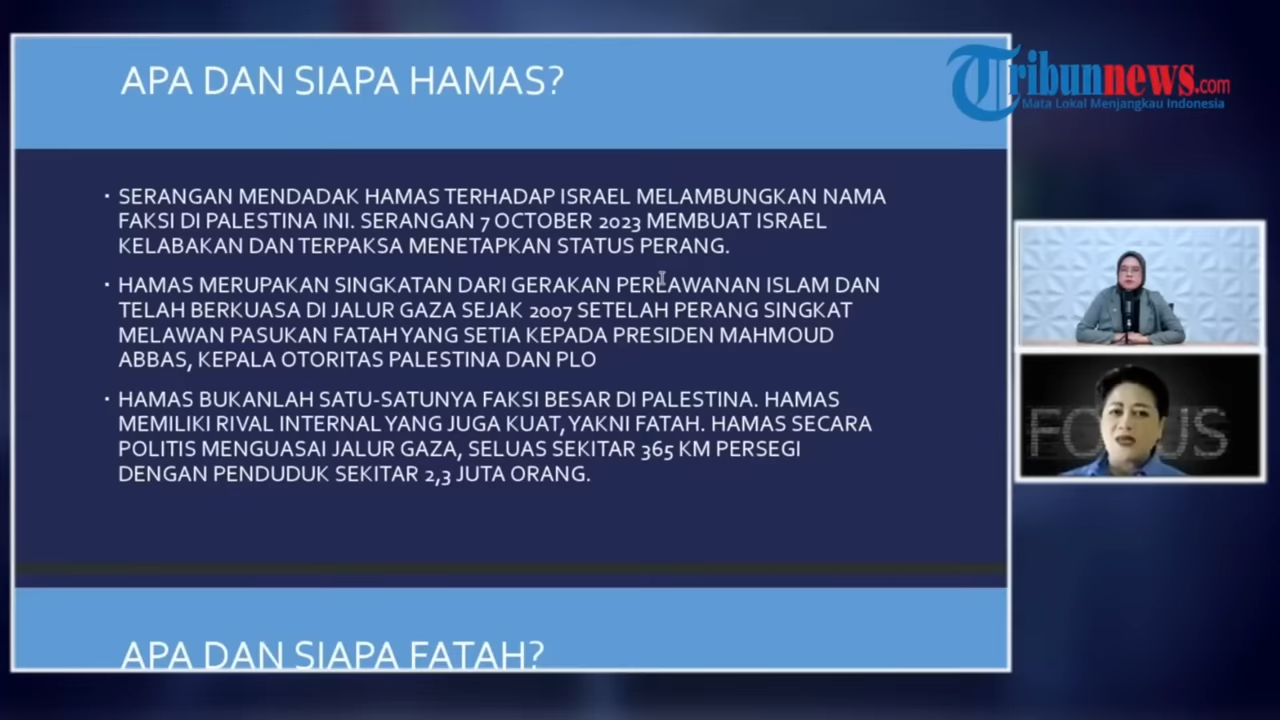 APA DAN SIAPA HAMAS?
Tribunnews.com
Mata Lokal Menjangkau Indonesia
▪ SERANGAN MENDADAK HAMAS TERHADAP ISRAEL MELAMBUNGKAN NAMA
FAKSI DI PALESTINA INI. SERANGAN 7 OCTOBER 2023 MEMBUAT ISRAEL
KELABAKAN DAN TERPAKSA MENETAPKAN STATUS PERANG.
▪ HAMAS MERUPAKAN SINGKATAN DARI GERAKAN PERLAWANAN ISLAM DAN
TELAH BERKUASA DI JALUR GAZA SEJAK 2007 SETELAH PERANG SINGKAT
MELAWAN PASUKAN FATAH YANG SETIA KEPADA PRESIDEN MAHMOUD
ABBAS, KEPALA OTORITAS PALESTINA DAN PLO
▪ HAMAS BUKANLAH SATU-SATUNYA FAKSI BESAR DI PALESTINA. HAMAS
MEMILIKI RIVAL INTERNAL YANG JUGA KUAT, YAKNI FATAH. HAMAS SECARA
POLITIS MENGUASAI JALUR GAZA, SELUAS SEKITAR 365 KM PERSEGI
DENGAN PENDUDUK SEKITAR 2,3 JUTA ORANG.
APA DAN SIAPA FATAH?